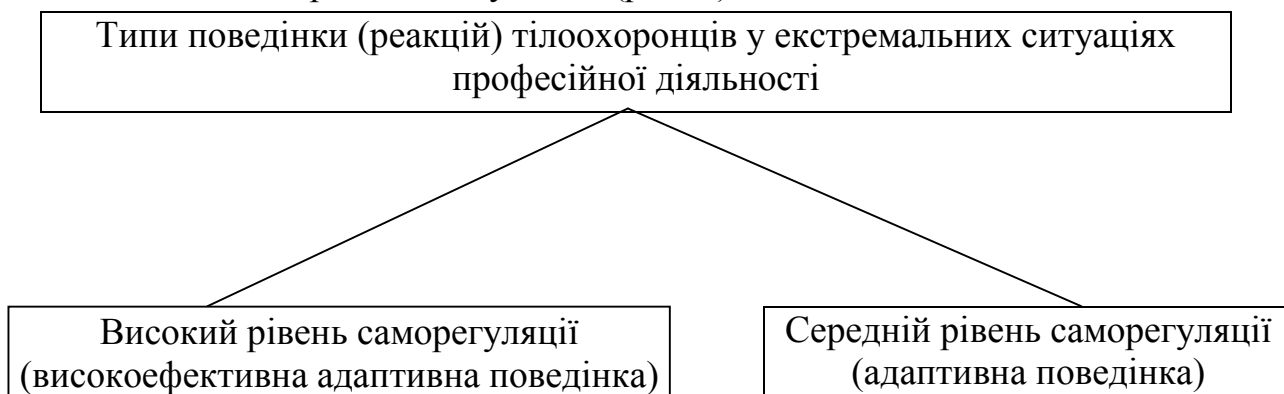 Типи поведінки (реакцій) тілоохоронців у екстремальних ситуаціях
професійної діяльності
Високий рівень саморегуляції
(високоефективна адаптивна поведінка)
Середній рівень саморегуляції
(адаптивна поведінка)